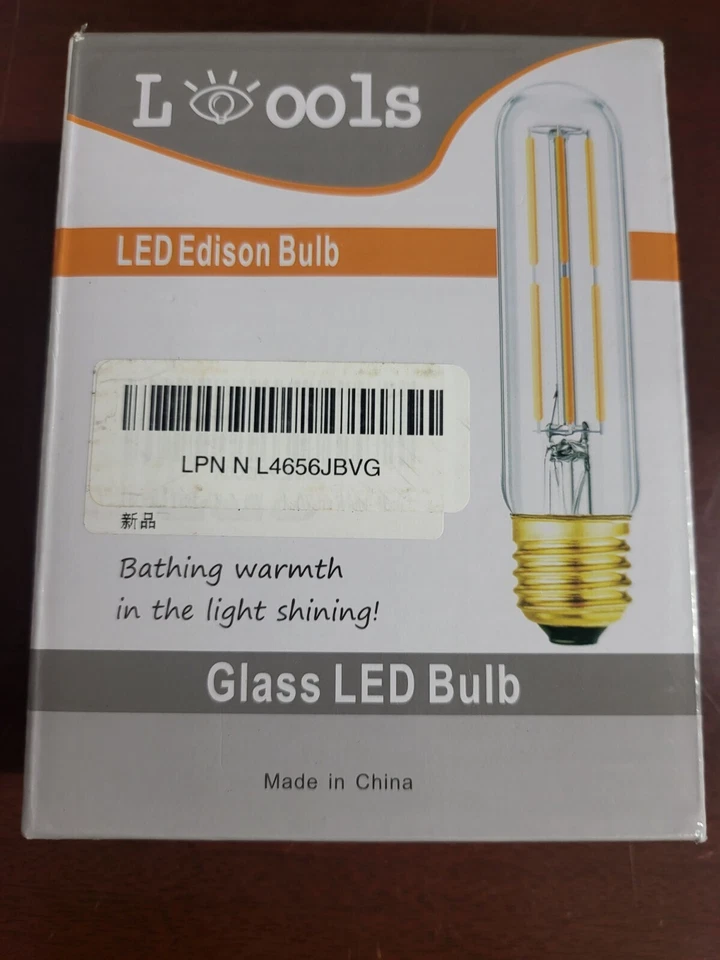 L ools
LED Edison Bulb
LPN N L4656JBVG
新品
Bathing warmth
in the light shining!
Glass LED Bulb
Made in China